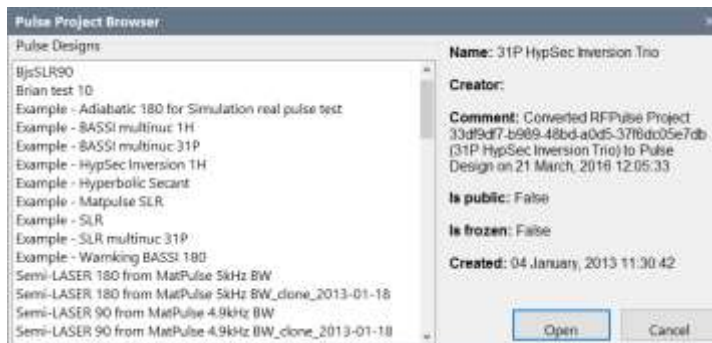 Pulse Project Browser
Pulse Designs
BjsSLR90
Brian test 10
Example - Adiabatic 180 for Simulation real pulse test
Example - BASSI multinuc 1H
Example - BASSI multinuc 31P
Example - HypSec Inversion 1H
Example - Hyperbolic Secant
Example - Matpulse SLR
Example - SLR
Example - SLR multinuc 31P
Example - Warnking BASSI 180
Semi-LASER 180 from MatPulse 5kHz BW
Semi-LASER 180 from MatPulse 5kHz BW_clone_2013-01-18
Semi-LASER 90 from MatPulse 4.9kHz BW
Semi-LASER 90 from MatPulse 4.9kHz BW_clone_2013-01-18
Name: 31P HypSec Inversion Trio
Creator:
Comment: Converted RFPulse Project
33df9df7-b989-48bd-a0d5-37f6dc05e7db
(31P HypSec Inversion Trio) to Pulse
Design on 21 March, 2016 12:05:33
Is public: False
Is frozen: False
Created: 04 January, 2013 11:30:42
Open
Cancel